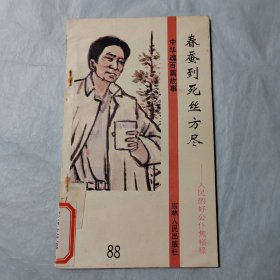 春蚕到死丝方尽
——人民的好公仆焦裕禄
中华魂百篇故事
吉林人民出版社
88